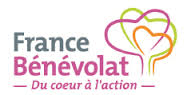 France
Bénévolat
— Du coeur à l'action —